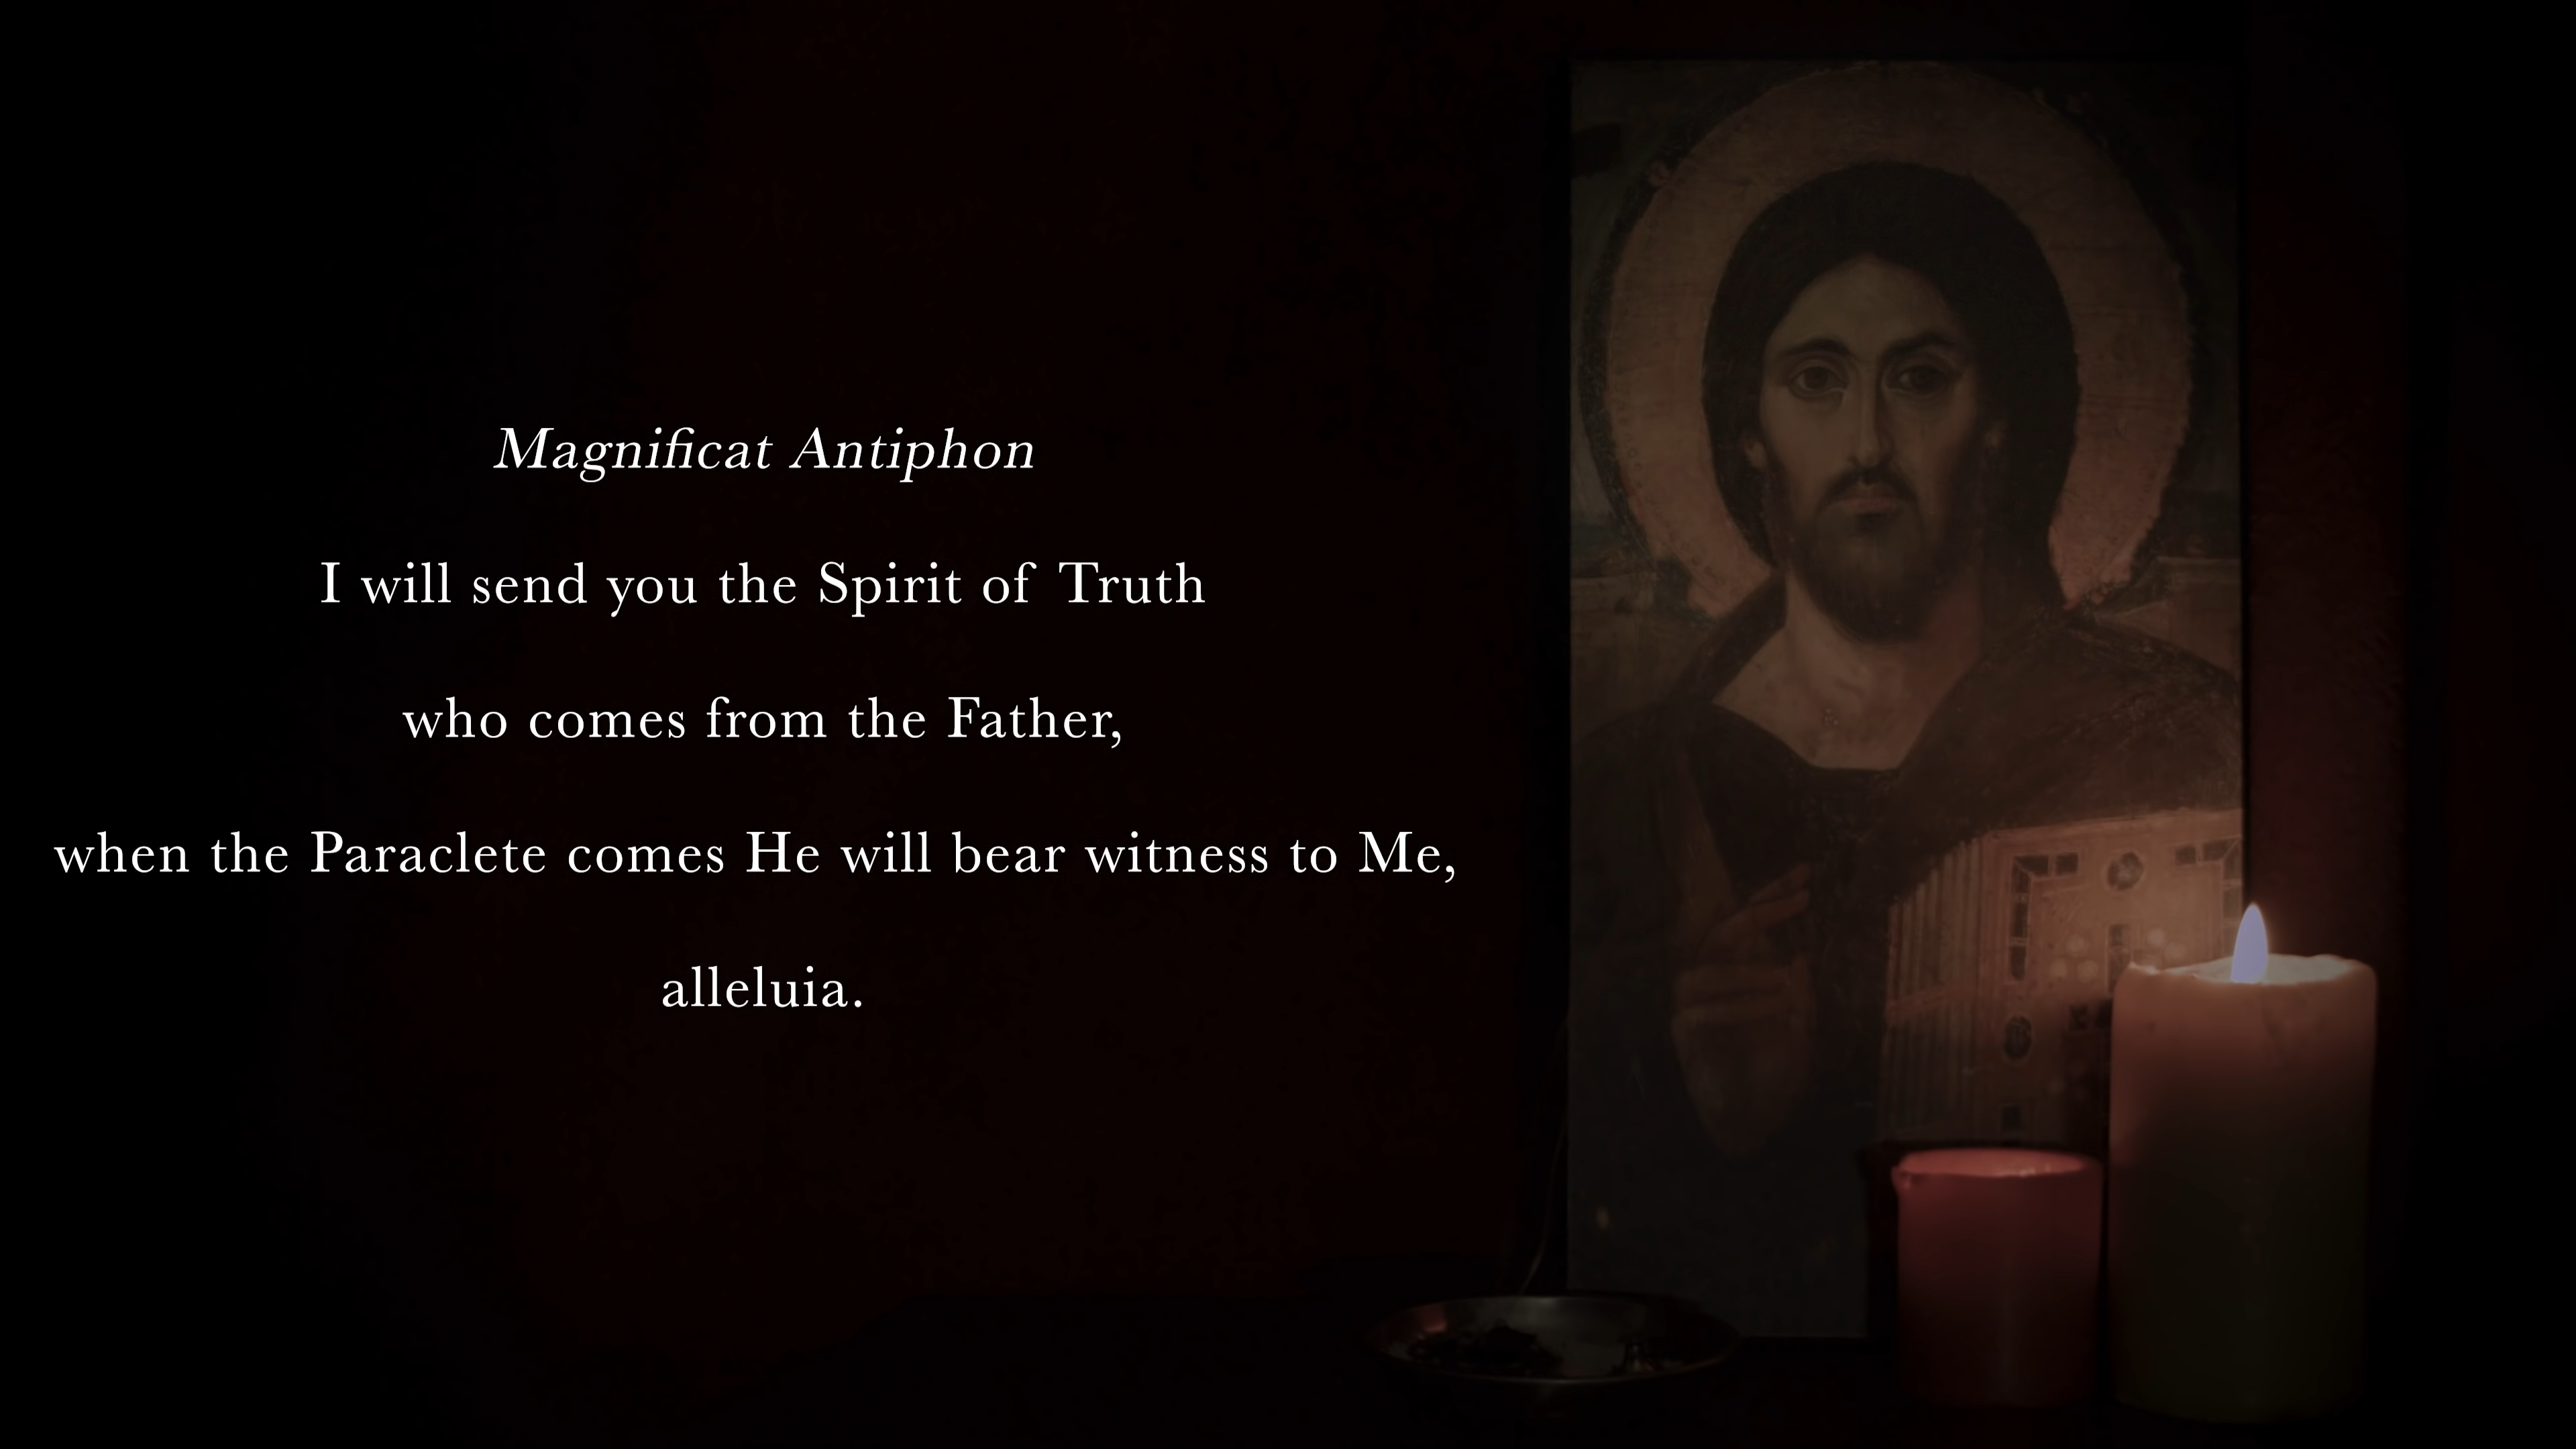 Magnificat Antiphon
I will send you the Spirit of Truth
who comes from the Father,
when the Paraclete comes He will bear witness to Me,
alleluia.